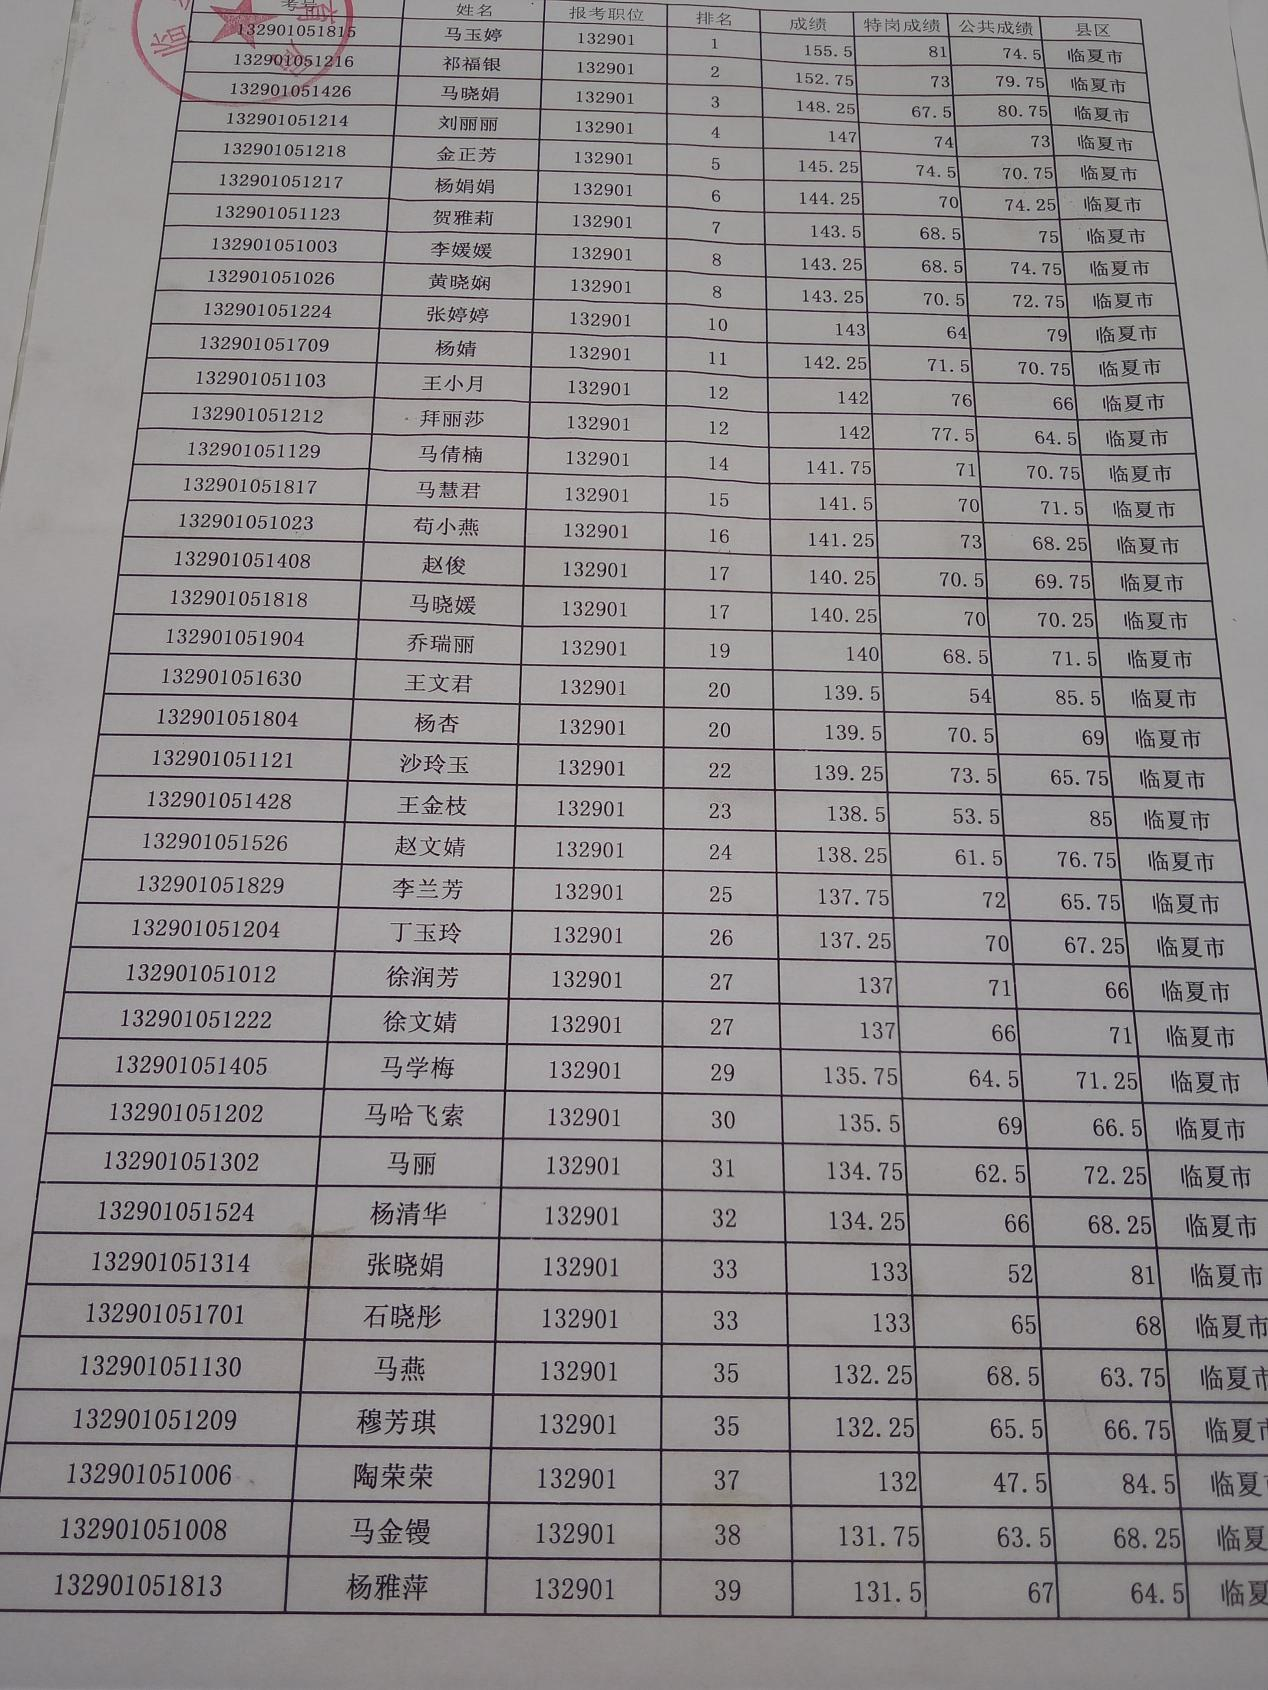 考号 姓名 报考职位 排名 成绩 特岗成绩 公共成绩 县区
132901051815 马玉婷 132901 1 155.5 81 74.5 临夏市
132901051216 祁福银 132901 2 152.75 73 79.75 临夏市
132901051426 马晓娟 132901 3 148.25 67.5 80.75 临夏市
132901051214 刘丽丽 132901 4 147 74 73 临夏市
132901051218 金正芳 132901 5 145.25 74.5 70.75 临夏市
132901051217 杨娟娟 132901 6 144.25 70 74.25 临夏市
132901051123 贺雅莉 132901 7 143.5 68.5 75 临夏市
132901051003 李媛媛 132901 8 143.25 68.5 74.75 临夏市
132901051026 黄晓娴 132901 8 143.25 70.5 72.75 临夏市
132901051224 张婷婷 132901 10 143 64 79 临夏市
132901051709 杨婧 132901 11 142.25 71.5 70.75 临夏市
132901051103 王小月 132901 12 142 76 66 临夏市
132901051212 拜丽莎 132901 12 142 77.5 64.5 临夏市
132901051129 马倩楠 132901 14 141.75 71 70.75 临夏市
132901051817 马慧君 132901 15 141.5 70 71.5 临夏市
132901051023 苟小燕 132901 16 141.25 73 68.25 临夏市
132901051408 赵俊 132901 17 140.25 70.5 69.75 临夏市
132901051818 马晓媛 132901 17 140.25 70 70.25 临夏市
132901051904 乔瑞丽 132901 19 140 68.5 71.5 临夏市
132901051630 王文君 132901 20 139.5 54 85.5 临夏市
132901051804 杨杏 132901 20 139.5 70.5 69 临夏市
132901051121 沙玲玉 132901 22 139.25 73.5 65.75 临夏市
132901051428 王金枝 132901 23 138.5 53.5 85 临夏市
132901051526 赵文婧 132901 24 138.25 61.5 76.75 临夏市
132901051829 李兰芳 132901 25 137.75 72 65.75 临夏市
132901051204 丁玉玲 132901 26 137.25 70 67.25 临夏市
132901051012 徐润芳 132901 27 137 71 66 临夏市
132901051222 徐文婧 132901 27 137 66 71 临夏市
132901051405 马学梅 132901 29 135.75 64.5 71.25 临夏市
132901051202 马哈飞索 132901 30 135.5 69 66.5 临夏市
132901051302 马丽 132901 31 134.75 62.5 72.25 临夏市
132901051524 杨清华 132901 32 134.25 66 68.25 临夏市
132901051314 张晓娟 132901 33 133 52 81 临夏市
132901051701 石晓彤 132901 33 133 65 68 临夏市
132901051130 马燕 132901 35 132.25 68.5 63.75 临夏市
132901051209 穆芳琪 132901 35 132.25 65.5 66.75 临夏市
132901051006 陶荣荣 132901 37 132 47.5 84.5 临夏
132901051008 马金镘 132901 38 131.75 63.5 68.25 临夏
132901051813 杨雅萍 132901 39 131.5 67 64.5 临夏